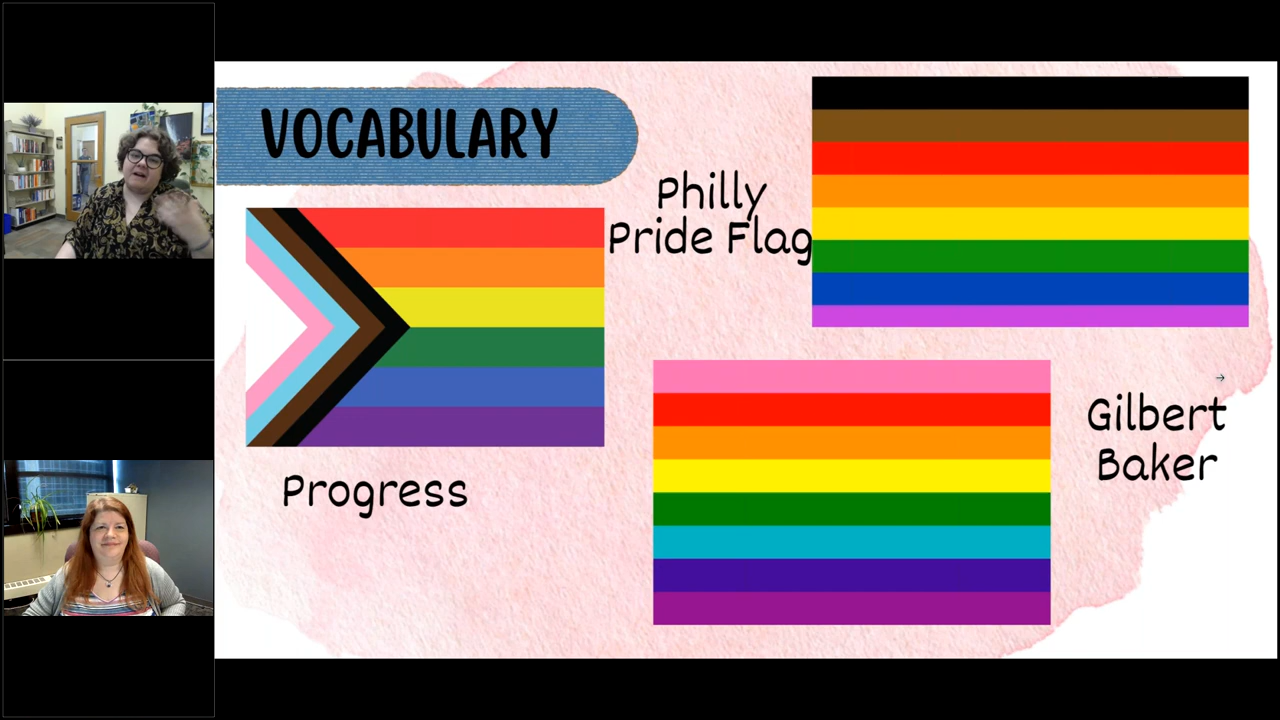 VOCABULARY
Philly
Pride Flag
Progress
Gilbert
Baker